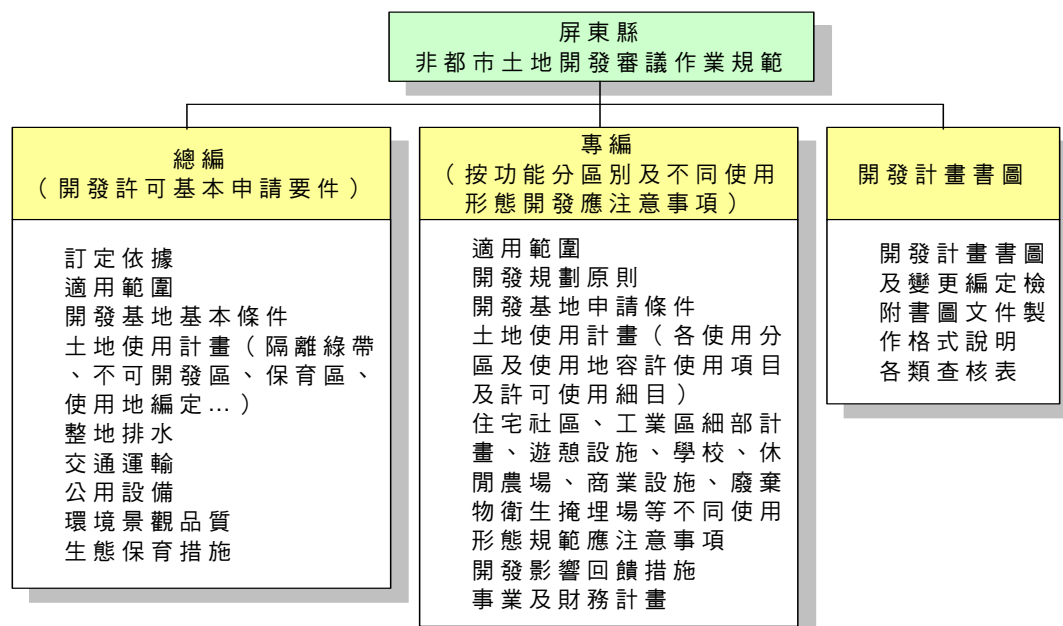 屏東縣
非都市土地開發審議作業規範
總編
（開發許可基本申請要件）
訂定依據
適用範圍
開發基地基本條件
土地使用計畫（隔離綠帶
、不可開發區、保育區、
使用地編定…）
整地排水
交通運輸
公用設備
環境景觀品質
生態保育措施
專編
（按功能分區別及不同使用
形態開發應注意事項）
適用範圍
開發規劃原則
開發基地申請條件
土地使用計畫（各使用分
區及使用地容許使用項目
及許可使用細目）
住宅社區、工業區細部計
畫、遊憩設施、學校、休
閒農場、商業設施、廢棄
物衛生掩埋場等不同使用
形態規範應注意事項
開發影響回饋措施
事業及財務計畫
開發計畫書圖
開發計畫書圖
及變更編定檢
附書圖文件製
作格式說明
各類查核表